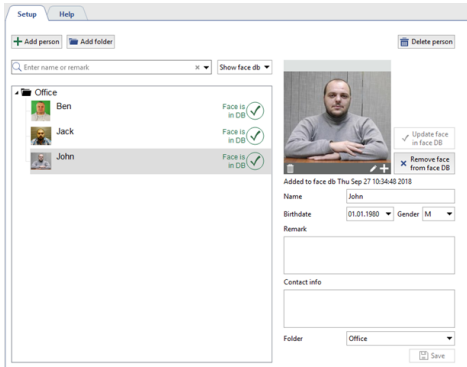 Setup Help
Add person Add folder Delete person
Enter name or remark Show face db
Office
Ben Face is in DB
Jack Face is in DB
John Face is in DB
Update face in face DB
Remove face from face DB
Added to face db Thu Sep 27 10:34:48 2018
Name John
Birthdate 01.01.1980 Gender M
Remark
Contact info
Folder Office
Save